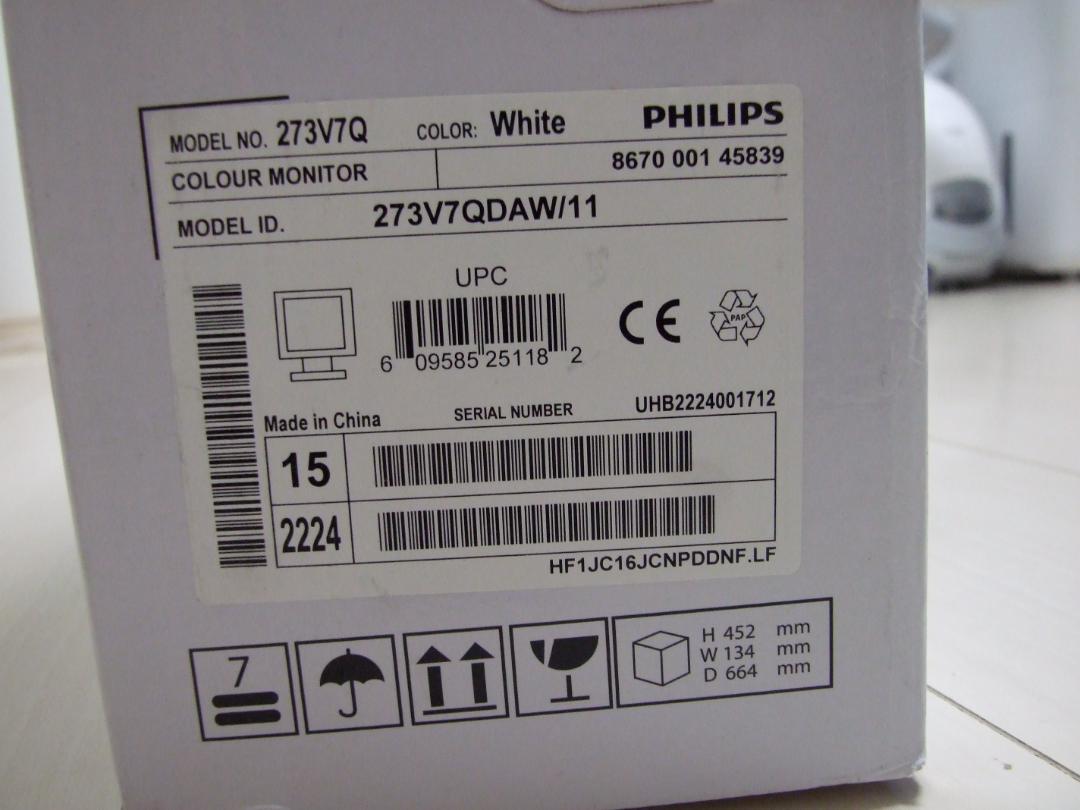 MODEL NO. 273V7Q COLOR: White PHILIPS
COLOUR MONITOR 8670 001 45839
MODEL ID. 273V7QDAW/11
UPC
6 09585 25118 2
PAP
Made in China SERIAL NUMBER UHB2224001712
15
2224
HF1JC16JCNPDDNF.LF
7
H 452 mm
W 134 mm
D 664 mm